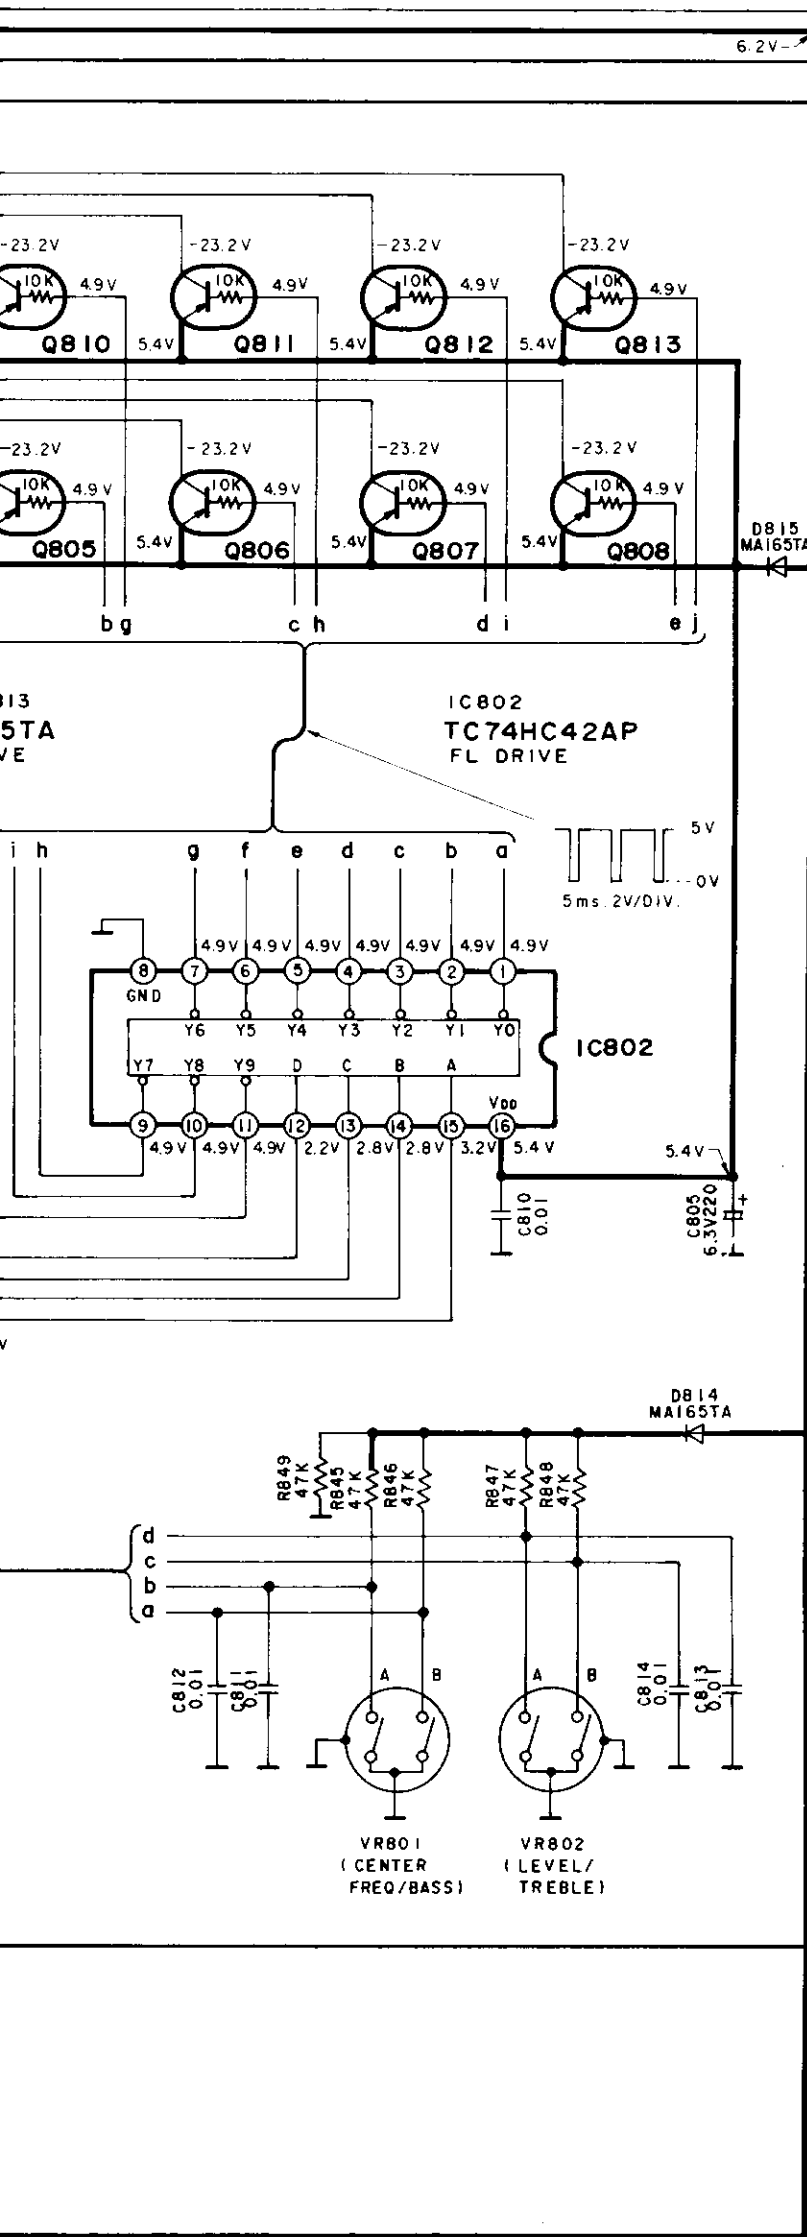 6.2V
-23.2V -23.2V -23.2V -23.2V
10K 4.9V 10K 4.9V 10K 4.9V 10K 4.9V
Q810 5.4V Q811 5.4V Q812 5.4V Q813
-23.2V -23.2V -23.2V -23.2V
10K 4.9V 10K 4.9V 10K 4.9V 10K 4.9V
Q805 5.4V Q806 5.4V Q807 5.4V Q808
D815
MA165TA
b g c h d i e j
813
5TA
VE
IC802
TC74HC42AP
FL DRIVE
5V
0V
5ms. 2V/DIV.
i h g f e d c b a
4.9V 4.9V 4.9V 4.9V 4.9V 4.9V 4.9V
8 7 6 5 4 3 2 1
GND
Y6 Y5 Y4 Y3 Y2 Y1 Y0
IC802
Y7 Y8 Y9 D C B A
VDD
9 10 11 12 13 14 15 16
4.9V 4.9V 4.9V 2.2V 2.8V 2.8V 3.2V 5.4V
5.4V
C810
0.01
C805
6.3V220
+
V
D814
MA165TA
R849
47K
R845
47K
R846
47K
R847
47K
R848
47K
d
c
b
a
C812
0.01
C811
0.01
A B
A B
C814
0.01
C813
0.01
VR801
(CENTER
FREQ/BASS)
VR802
(LEVEL/
TREBLE)